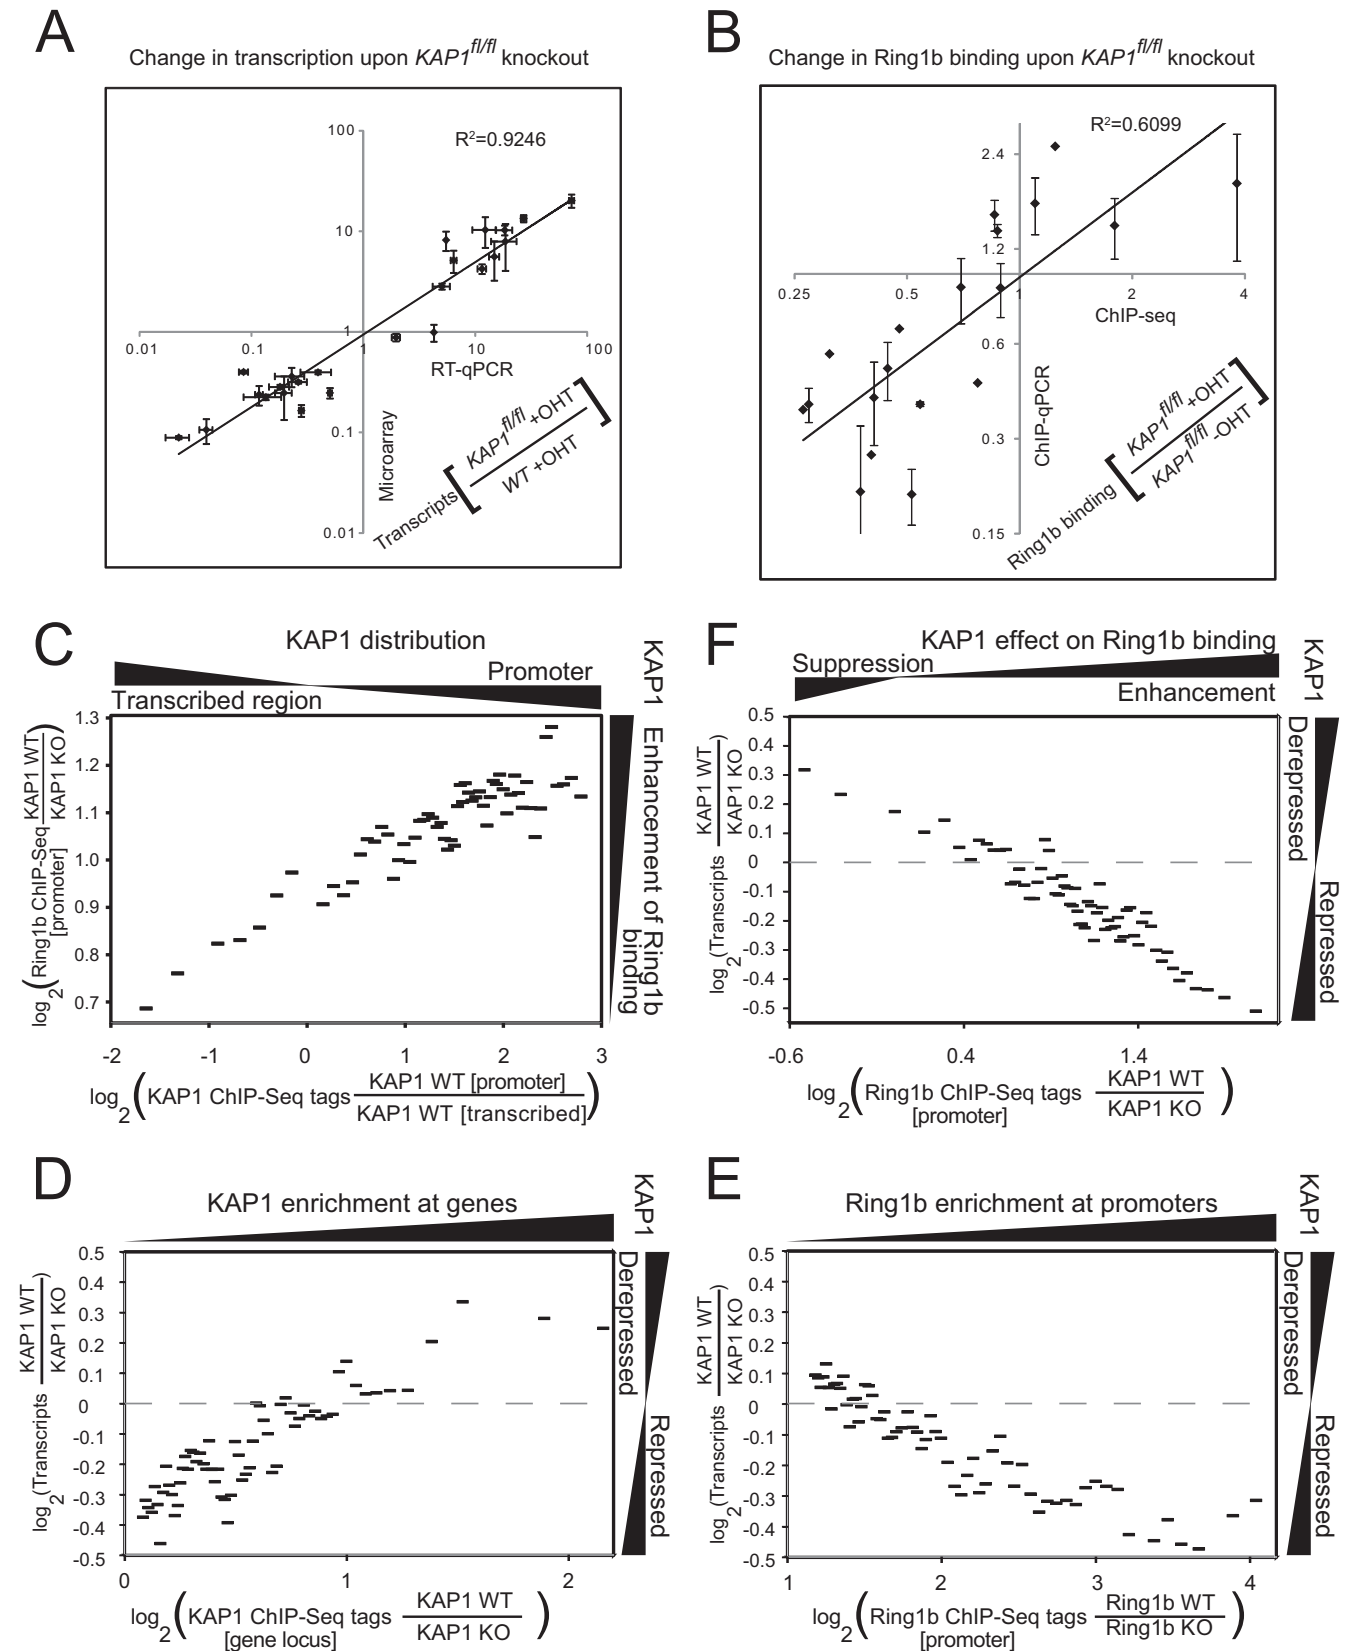 A
Change in transcription upon KAP1fl/fl knockout
R2=0.9246
100
10
1
0.1
0.01
0.01
0.1
1
10
100
RT-qPCR
Microarray
Transcripts
KAP1fl/fl+OHT
WT +OHT
B
Change in Ring1b binding upon KAP1fl/fl knockout
R2=0.6099
2.4
1.2
0.6
0.3
0.15
0.25
0.5
1
2
4
ChIP-seq
ChIP-qPCR
Ring1b binding
KAP1fl/fl+OHT
KAP1fl/fl-OHT
C
KAP1 distribution
Promoter
Transcribed region
KAP1
Enhancement of Ring1b
binding
log2(Ring1b ChIP-Seq KAP1 WT
KAP1 KO)
[promoter]
1.3
1.2
1.1
1.0
0.9
0.8
0.7
-2
-1
0
1
2
3
log2(KAP1 ChIP-Seq tags KAP1 WT [promoter]
KAP1 WT [transcribed])
F
KAP1 effect on Ring1b binding
Suppression
Enhancement
KAP1
Derepressed
Repressed
log2(Transcripts KAP1 WT
KAP1 KO)
0.5
0.4
0.3
0.2
0.1
0
-0.1
-0.2
-0.3
-0.4
-0.5
-0.6
0.4
1.4
log2(Ring1b ChIP-Seq tags KAP1 WT
[promoter] KAP1 KO)
D
KAP1 enrichment at genes
KAP1
Derepressed
Repressed
log2(Transcripts KAP1 WT
KAP1 KO)
0.5
0.4
0.3
0.2
0.1
0
-0.1
-0.2
-0.3
-0.4
-0.5
0
1
2
log2(KAP1 ChIP-Seq tags KAP1 WT
[gene locus] KAP1 KO)
E
Ring1b enrichment at promoters
KAP1
Derepressed
Repressed
log2(Transcripts KAP1 WT
KAP1 KO)
0.5
0.4
0.3
0.2
0.1
0
-0.1
-0.2
-0.3
-0.4
-0.5
1
2
3
4
log2(Ring1b ChIP-Seq tags Ring1b WT
[promoter] Ring1b KO)